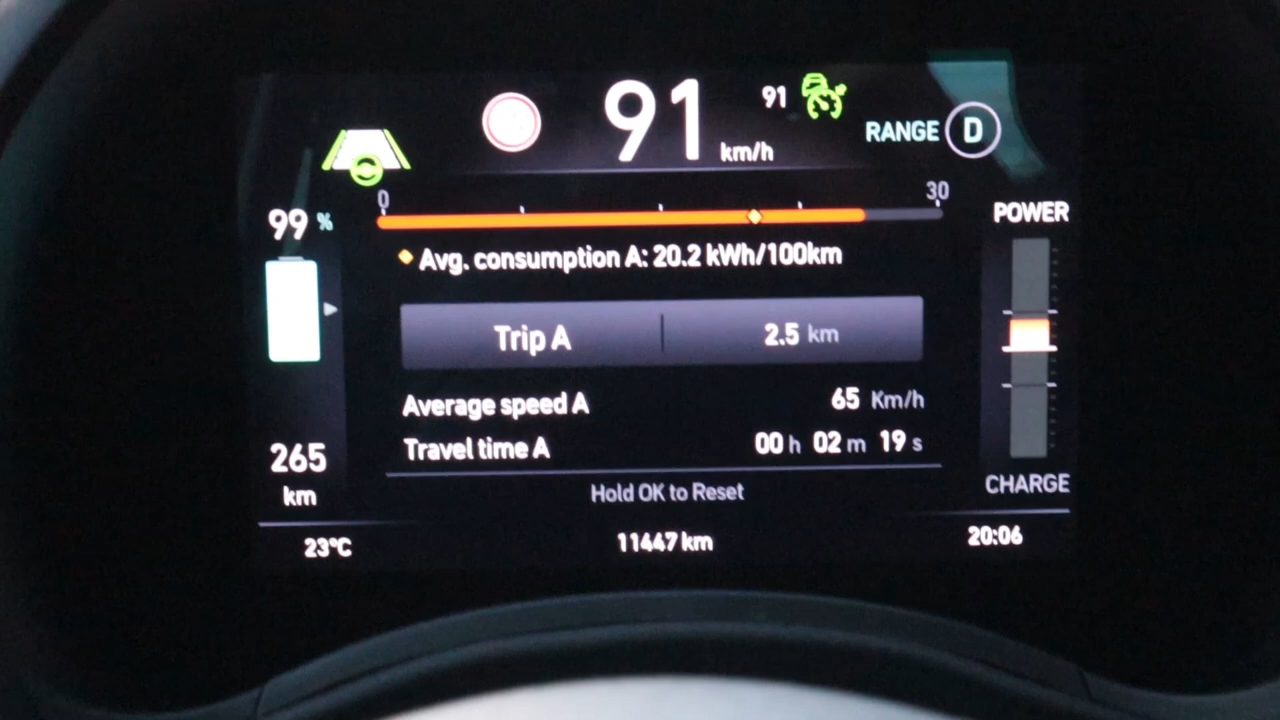 91 km/h
91
RANGE D
99 %
0 30
POWER
Avg. consumption A: 20.2 kWh/100km
Trip A 2.5 km
Average speed A 65 Km/h
Travel time A 00 h 02 m 19 s
265
km
Hold OK to Reset
CHARGE
23°C 11447 km 20:06